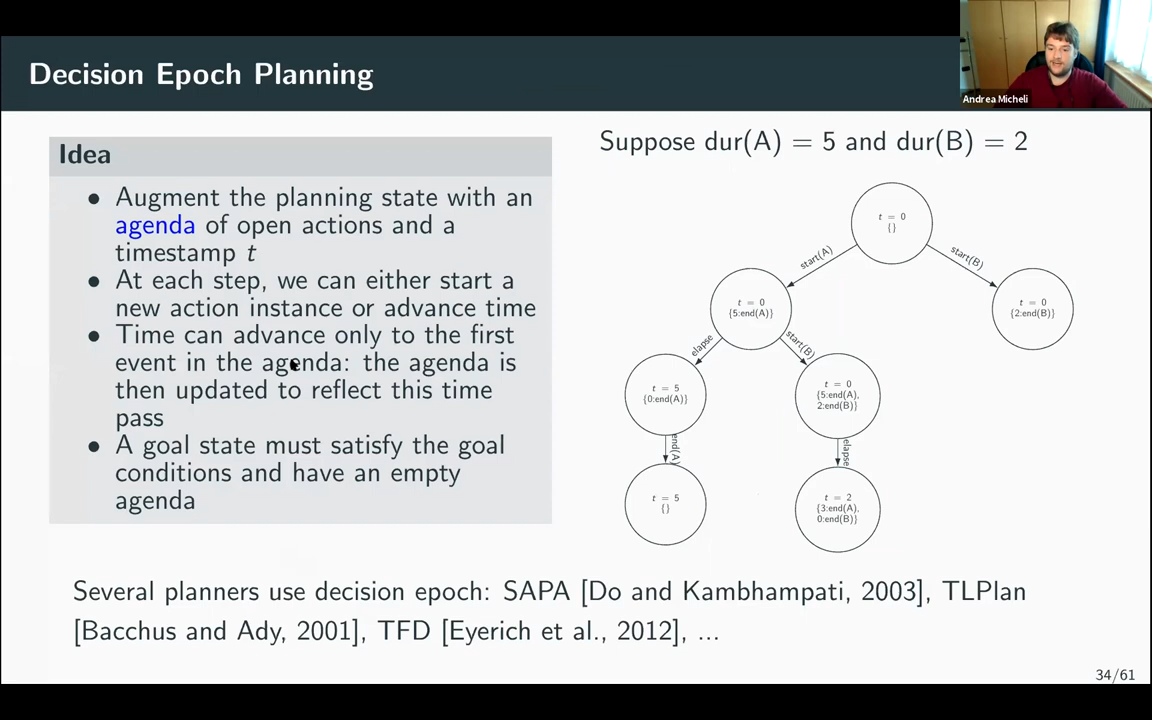 Decision Epoch Planning
Andrea Micheli
Idea
• Augment the planning state with an
agenda of open actions and a
timestamp t
• At each step, we can either start a
new action instance or advance time
• Time can advance only to the first
event in the agenda: the agenda is
then updated to reflect this time
pass
• A goal state must satisfy the goal
conditions and have an empty
agenda
Suppose dur(A) = 5 and dur(B) = 2
t = 0
{}
start(A)
start(B)
t = 0
{5:end(A)}
t = 0
{2:end(B)}
elapse
start(B)
t = 5
{0:end(A)}
t = 0
{5:end(A),
2:end(B)}
end(A)
elapse
t = 5
{}
t = 2
{3:end(A),
0:end(B)}
Several planners use decision epoch: SAPA [Do and Kambhampati, 2003], TLPlan
[Bacchus and Ady, 2001], TFD [Eyerich et al., 2012], ...
34/61